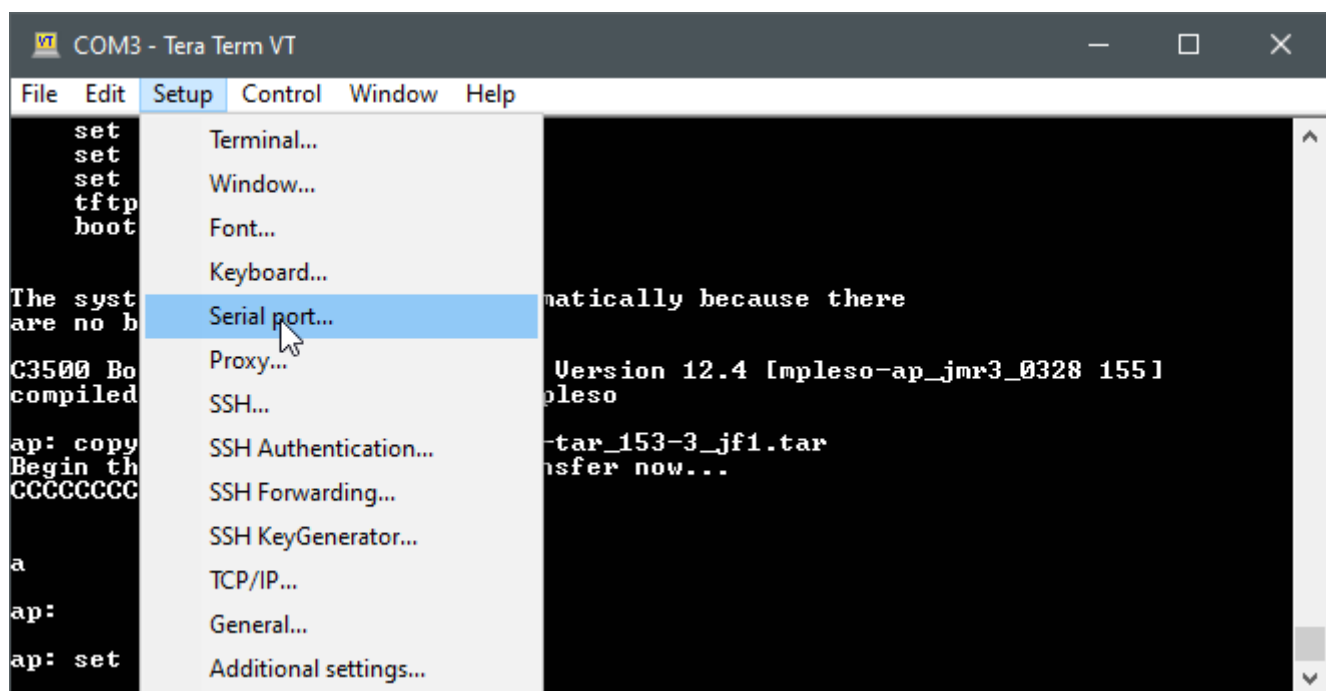 COM3 - Tera Term VT
File Edit Setup Control Window Help
set
set
set
tftp
boot
Terminal...
Window...
Font...
Keyboard...
Serial port...
Proxy...
SSH...
SSH Authentication...
SSH Forwarding...
SSH KeyGenerator...
TCP/IP...
General...
Additional settings...
The syst matically because there
are no b
C3500 Bo Version 12.4 [mpleso-ap_jmr3_0328 155]
compiled pleso
ap: copy -tar_153-3_jf1.tar
Begin th nsfer now...
CCCCCCCC
a
ap:
ap: set